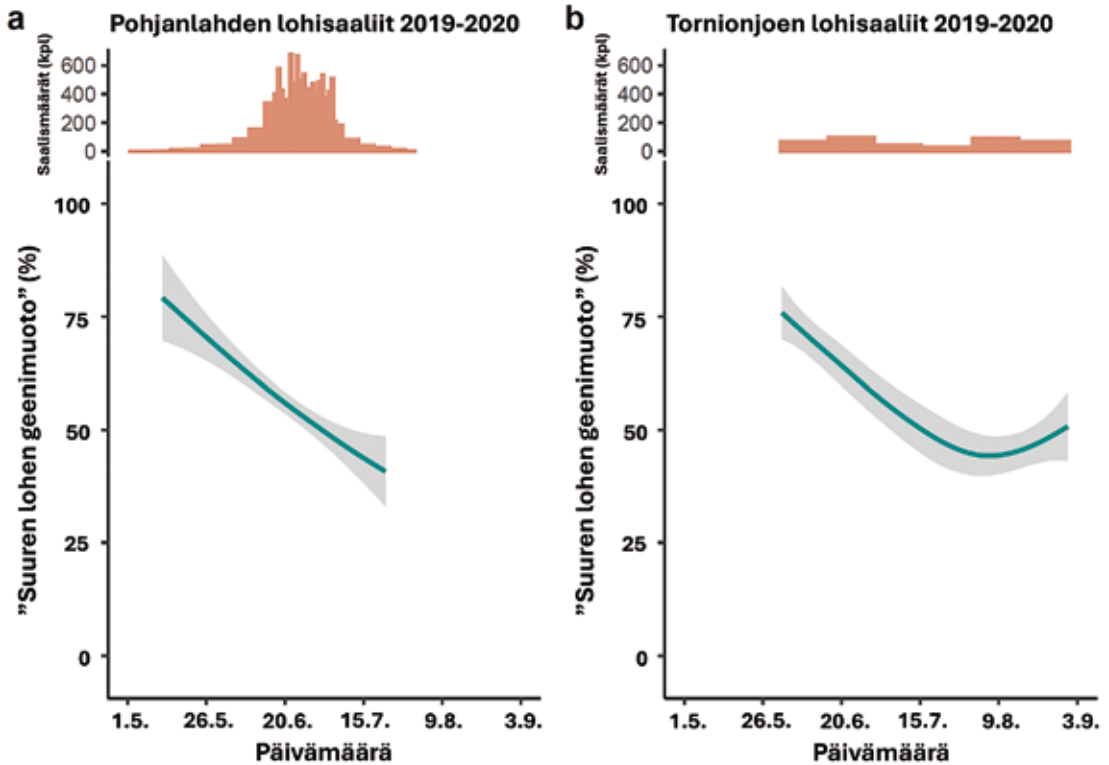 a
Pohjanlahden lohisaaliit 2019-2020
Saalismäärät (kpl)
600
400
200
0
100
75
50
25
0
”Suuren lohen geenimuoto” (%)
1.5. 26.5. 20.6. 15.7. 9.8. 3.9.
Päivämäärä
b
Tornionjoen lohisaaliit 2019-2020
Saalismäärät (kpl)
600
400
200
0
100
75
50
25
0
”Suuren lohen geenimuoto” (%)
1.5. 26.5. 20.6. 15.7. 9.8. 3.9.
Päivämäärä